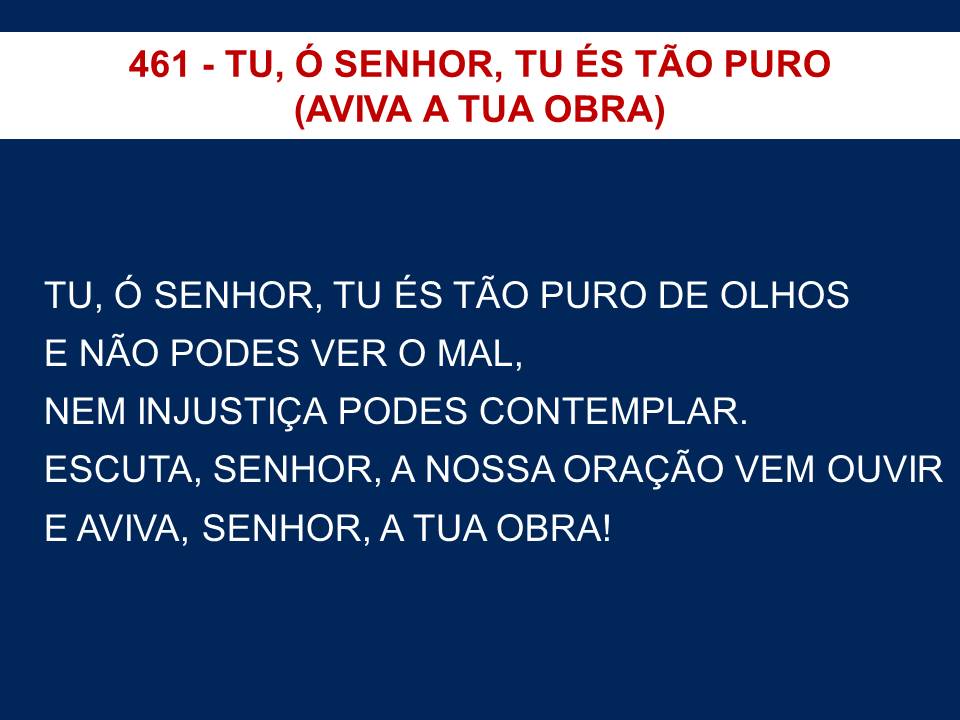 461 - TU, Ó SENHOR, TU ÉS TÃO PURO
(AVIVA A TUA OBRA)
TU, Ó SENHOR, TU ÉS TÃO PURO DE OLHOS
E NÃO PODES VER O MAL,
NEM INJUSTIÇA PODES CONTEMPLAR.
ESCUTA, SENHOR, A NOSSA ORAÇÃO VEM OUVIR
E AVIVA, SENHOR, A TUA OBRA!